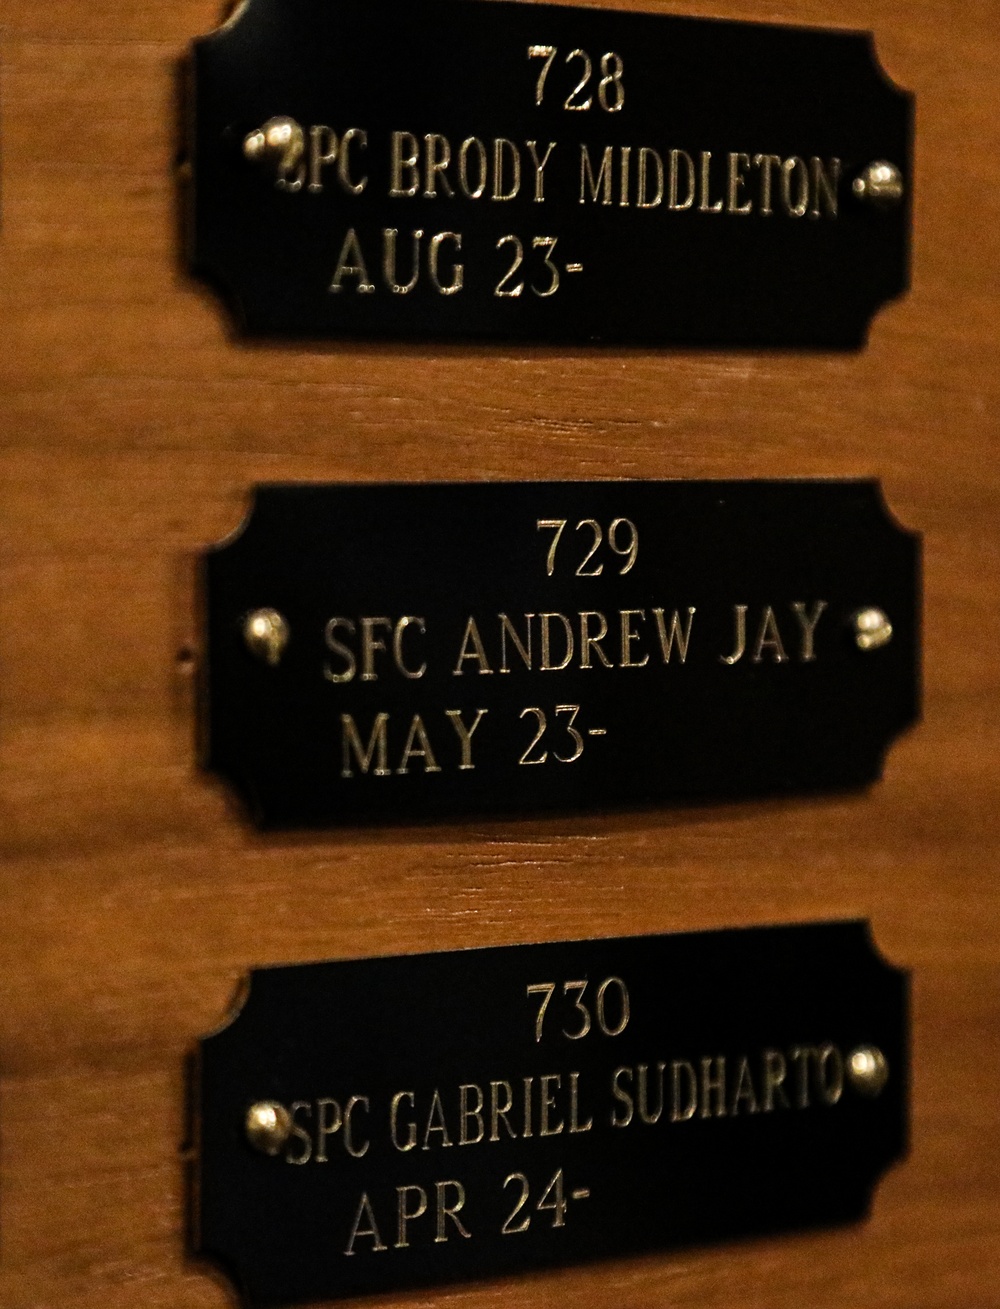 728
SPC BRODY MIDDLETON
AUG 23-
729
SFC ANDREW JAY
MAY 23-
730
SPC GABRIEL SUDHARTO
APR 24-